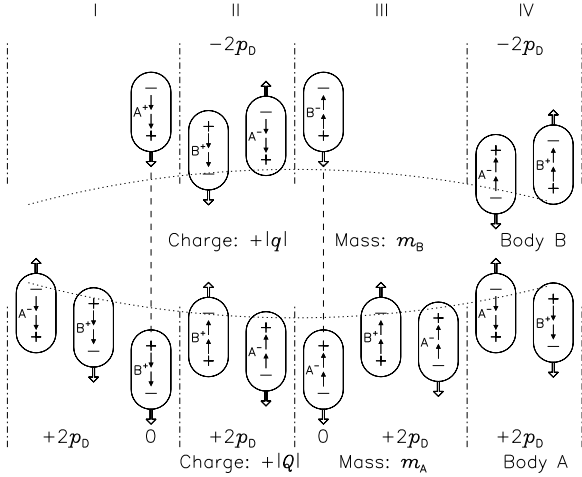 I II III IV
−2p_D −2p_D
− − 
A⁺ B⁻
+ +
+ −
B⁺ A⁻
− +
+ −
A⁻ B⁺
− +
Charge: +|q| Mass: m_B Body B
− + + + − + − +
A⁻ B⁺ B⁺ A⁻ A⁻ B⁺
+ − + − + −
− − + −
B⁺ A⁻
+ + − +
B⁺ A⁻
− −
+2p_D 0 +2p_D 0 +2p_D +2p_D
Charge: +|Q| Mass: m_A Body A